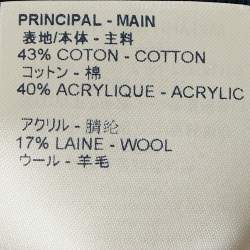 PRINCIPAL - MAIN
表地/本体 - 主料
43% COTON - COTTON
コットン - 棉
40% ACRYLIQUE - ACRYLIC
アクリル - 腈纶
17% LAINE - WOOL
ウール - 羊毛